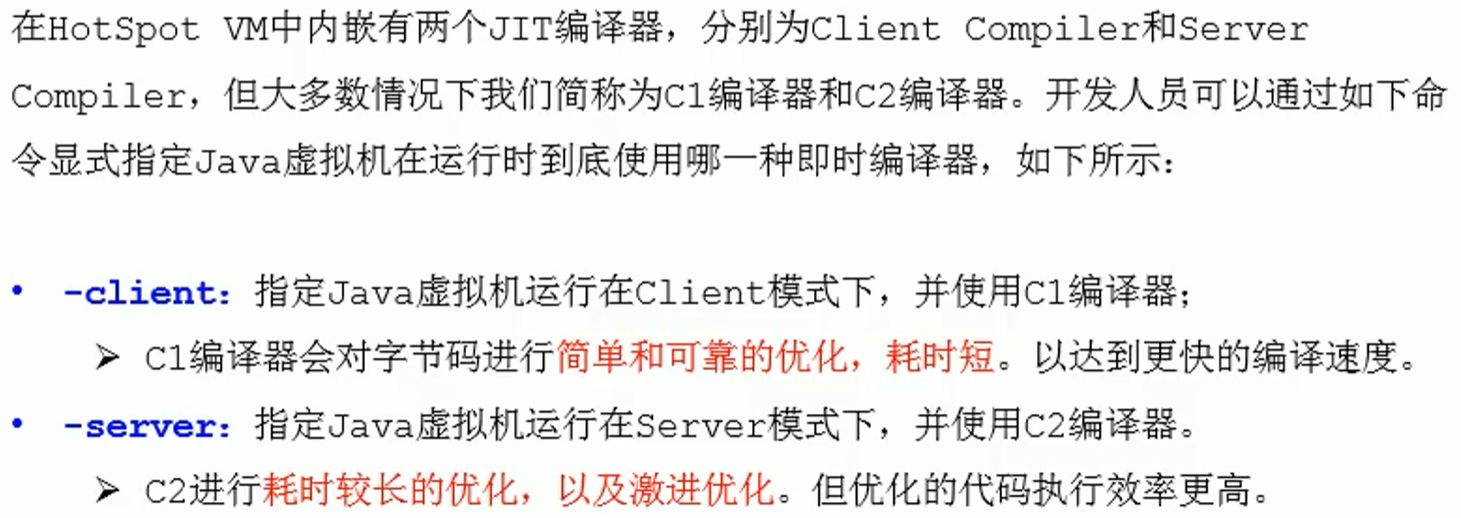 在HotSpot VM中内嵌有两个JIT编译器，分别为Client Compiler和Server
Compiler，但大多数情况下我们简称为C1编译器和C2编译器。开发人员可以通过如下命
令显式指定Java虚拟机在运行时到底使用哪一种即时编译器，如下所示：
• -client：指定Java虚拟机运行在Client模式下，并使用C1编译器；
➢ C1编译器会对字节码进行简单和可靠的优化，耗时短。以达到更快的编译速度。
• -server：指定Java虚拟机运行在Server模式下，并使用C2编译器。
➢ C2进行耗时较长的优化，以及激进优化。但优化的代码执行效率更高。